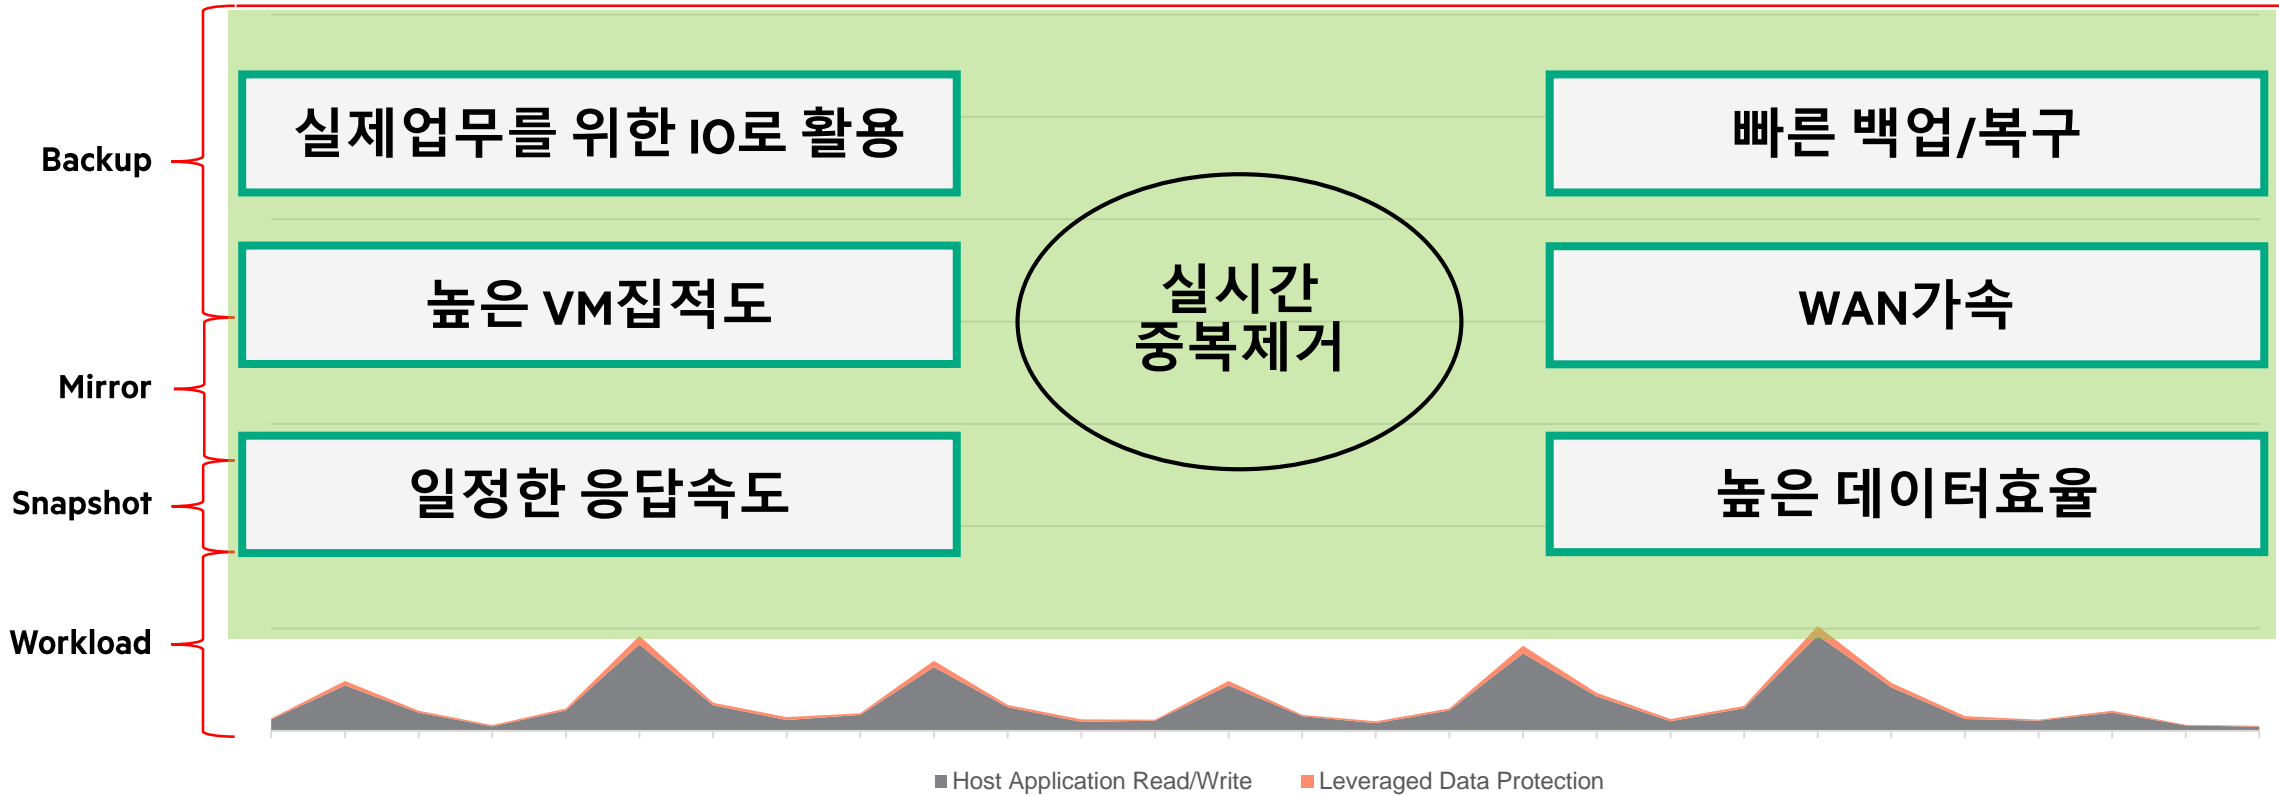 Backup
Mirror
Snapshot
Workload
실제업무를 위한 IO로 활용
높은 VM집적도
일정한 응답속도
실시간
중복제거
빠른 백업/복구
WAN가속
높은 데이터효율
Host Application Read/Write
Leveraged Data Protection